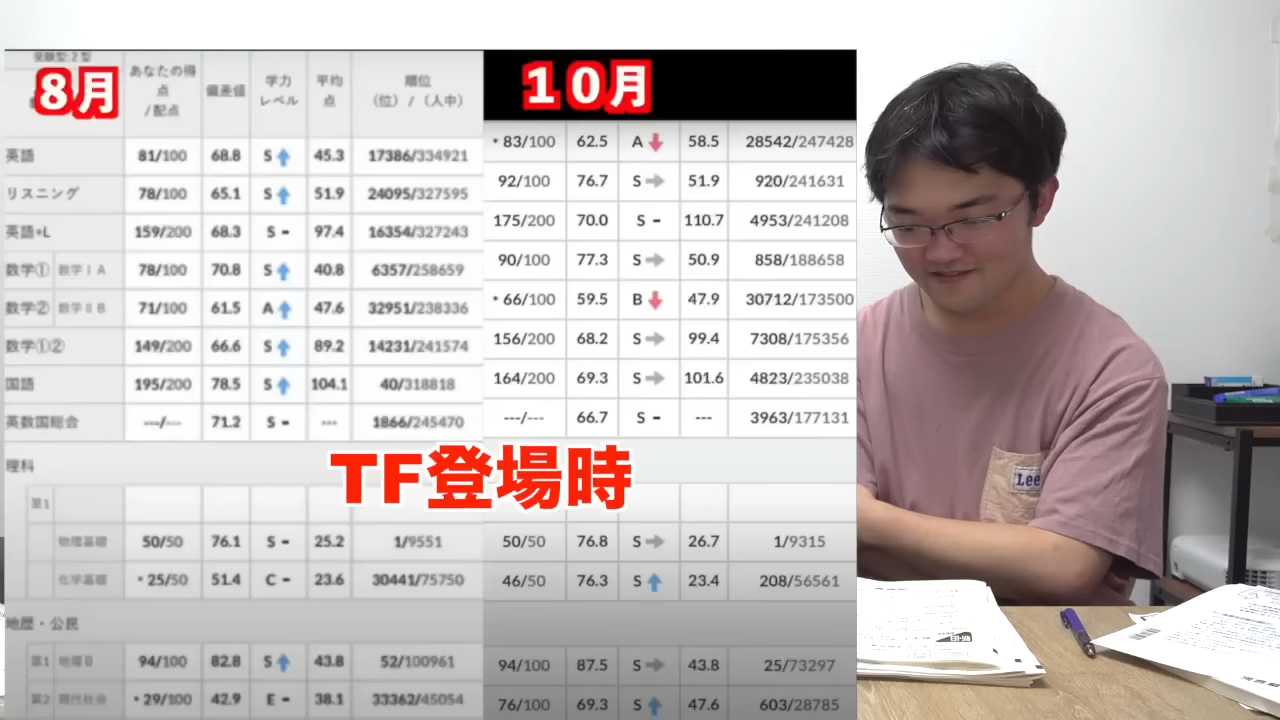 受験型:2型
8月
あなたの得
点
/配点
偏差値
学力
レベル
平均
点
順位
(位)/(人中)
10月
英語 81/100 68.8 S 45.3 17386/334921 * 83/100 62.5 A 58.5 28542/247428
リスニング 78/100 65.1 S 51.9 24095/327595 92/100 76.7 S 51.9 920/241631
英語+L 159/200 68.3 S - 97.4 16354/327243 175/200 70.0 S - 110.7 4953/241208
数学① 数学ⅠA 78/100 70.8 S 40.8 6357/258659 90/100 77.3 S 50.9 858/188658
数学② 数学ⅡB 71/100 61.5 A 47.6 32951/238336 * 66/100 59.5 B 47.9 30712/173500
数学①② 149/200 66.6 S 89.2 14231/241574 156/200 68.2 S 99.4 7308/175356
国語 195/200 78.5 S 104.1 40/318818 164/200 69.3 S 101.6 4823/235038
英数国総合 ---/--- 71.2 S - --- 1866/245470 ---/--- 66.7 S - --- 3963/177131
TF登場時
理科
第1
物理基礎 50/50 76.1 S - 25.2 1/9551 50/50 76.8 S 26.7 1/9315
化学基礎 * 25/50 51.4 C - 23.6 30441/75750 46/50 76.3 S 23.4 208/56561
地歴・公民
第1 地理B 94/100 82.8 S 43.8 52/100961 94/100 87.5 S 43.8 25/73297
第2 現代社会 * 29/100 42.9 E - 38.1 33362/45054 76/100 69.3 S 47.6 603/28785
Lee